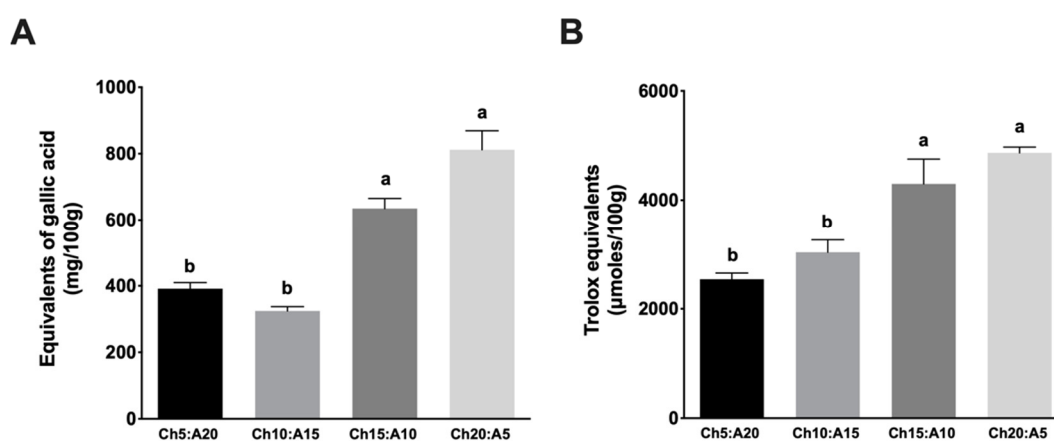 A
Equivalents of gallic acid
(mg/100g)
1000
800
600
400
200
0
b
b
a
a
Ch5:A20 Ch10:A15 Ch15:A10 Ch20:A5
B
Trolox equivalents
(µmoles/100g)
6000
4000
2000
0
b
b
a
a
Ch5:A20 Ch10:A15 Ch15:A10 Ch20:A5